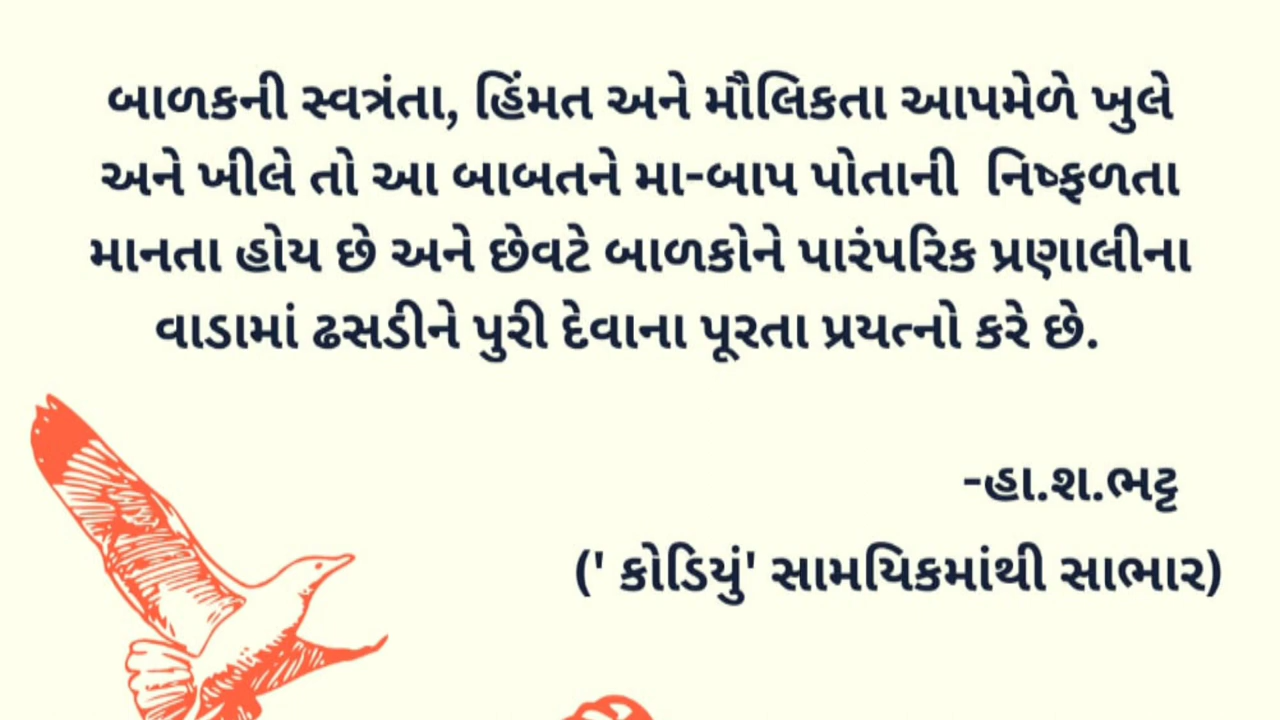 બાળકની સ્વત્રંતા, હિંમત અને મૌલિકતા આપમેળે ખુલે
અને ખીલે તો આ બાબતને મા-બાપ પોતાની નિષ્ફળતા
માનતા હોય છે અને છેવટે બાળકોને પારંપરિક પ્રણાલીના
વાડામાં ઢસડીને પુરી દેવાના પૂરતા પ્રયત્નો કરે છે.
-હા.શ.ભટ્ટ
(' કોડિયું' સામયિકમાંથી સાભાર)